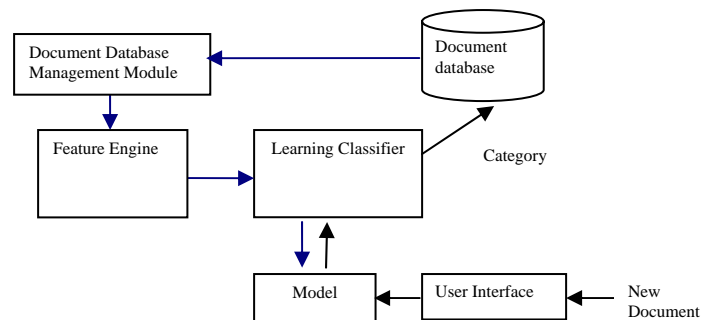 Document Database
Management Module
Document
database
Feature Engine
Learning Classifier
Category
Model
User Interface
New
Document